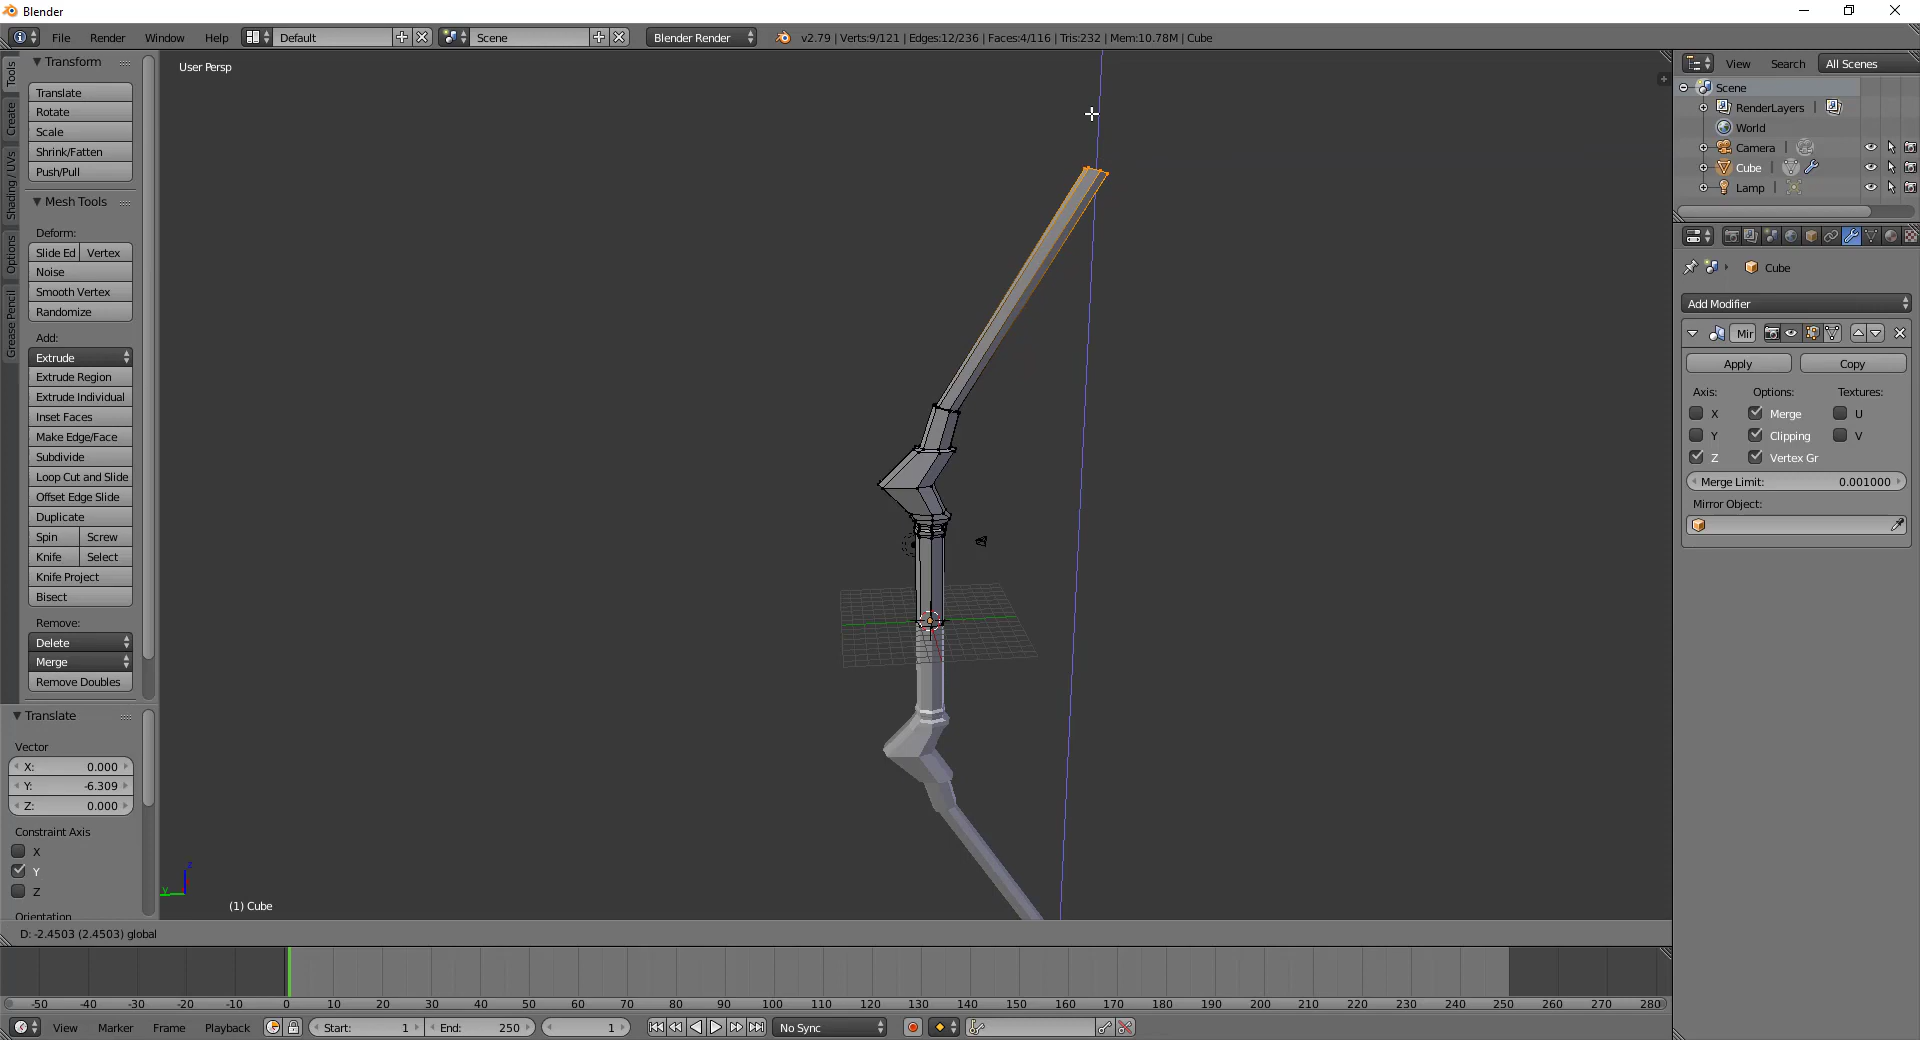 Blender
File Render Window Help Default Scene Blender Render v2.79 | Verts:9/121 | Edges:12/236 | Faces:4/116 | Tris:232 | Mem:10.78M | Cube
Tools
Create
Shading / UVs
Options
Grease Pencil
Transform
Translate
Rotate
Scale
Shrink/Fatten
Push/Pull
Mesh Tools
Deform:
Slide Ed Vertex
Noise
Smooth Vertex
Randomize
Add:
Extrude
Extrude Region
Extrude Individual
Inset Faces
Make Edge/Face
Subdivide
Loop Cut and Slide
Offset Edge Slide
Duplicate
Spin Screw
Knife Select
Knife Project
Bisect
Remove:
Delete
Merge
Remove Doubles
Translate
Vector
X: 0.000
Y: -6.309
Z: 0.000
Constraint Axis
X
Y
Z
Orientation
User Persp
z
y
(1) Cube
D: -2.4503 (2.4503) global
View Search All Scenes
Scene
RenderLayers |
World
Camera |
Cube |
Lamp |
Cube
Add Modifier
Mir
Apply Copy
Axis: Options: Textures:
X Merge U
Y Clipping V
Z Vertex Gr
Merge Limit: 0.001000
Mirror Object:
-50 -40 -30 -20 -10 0 10 20 30 40 50 60 70 80 90 100 110 120 130 140 150 160 170 180 190 200 210 220 230 240 250 260 270 280
View Marker Frame Playback Start: 1 End: 250 1 No Sync